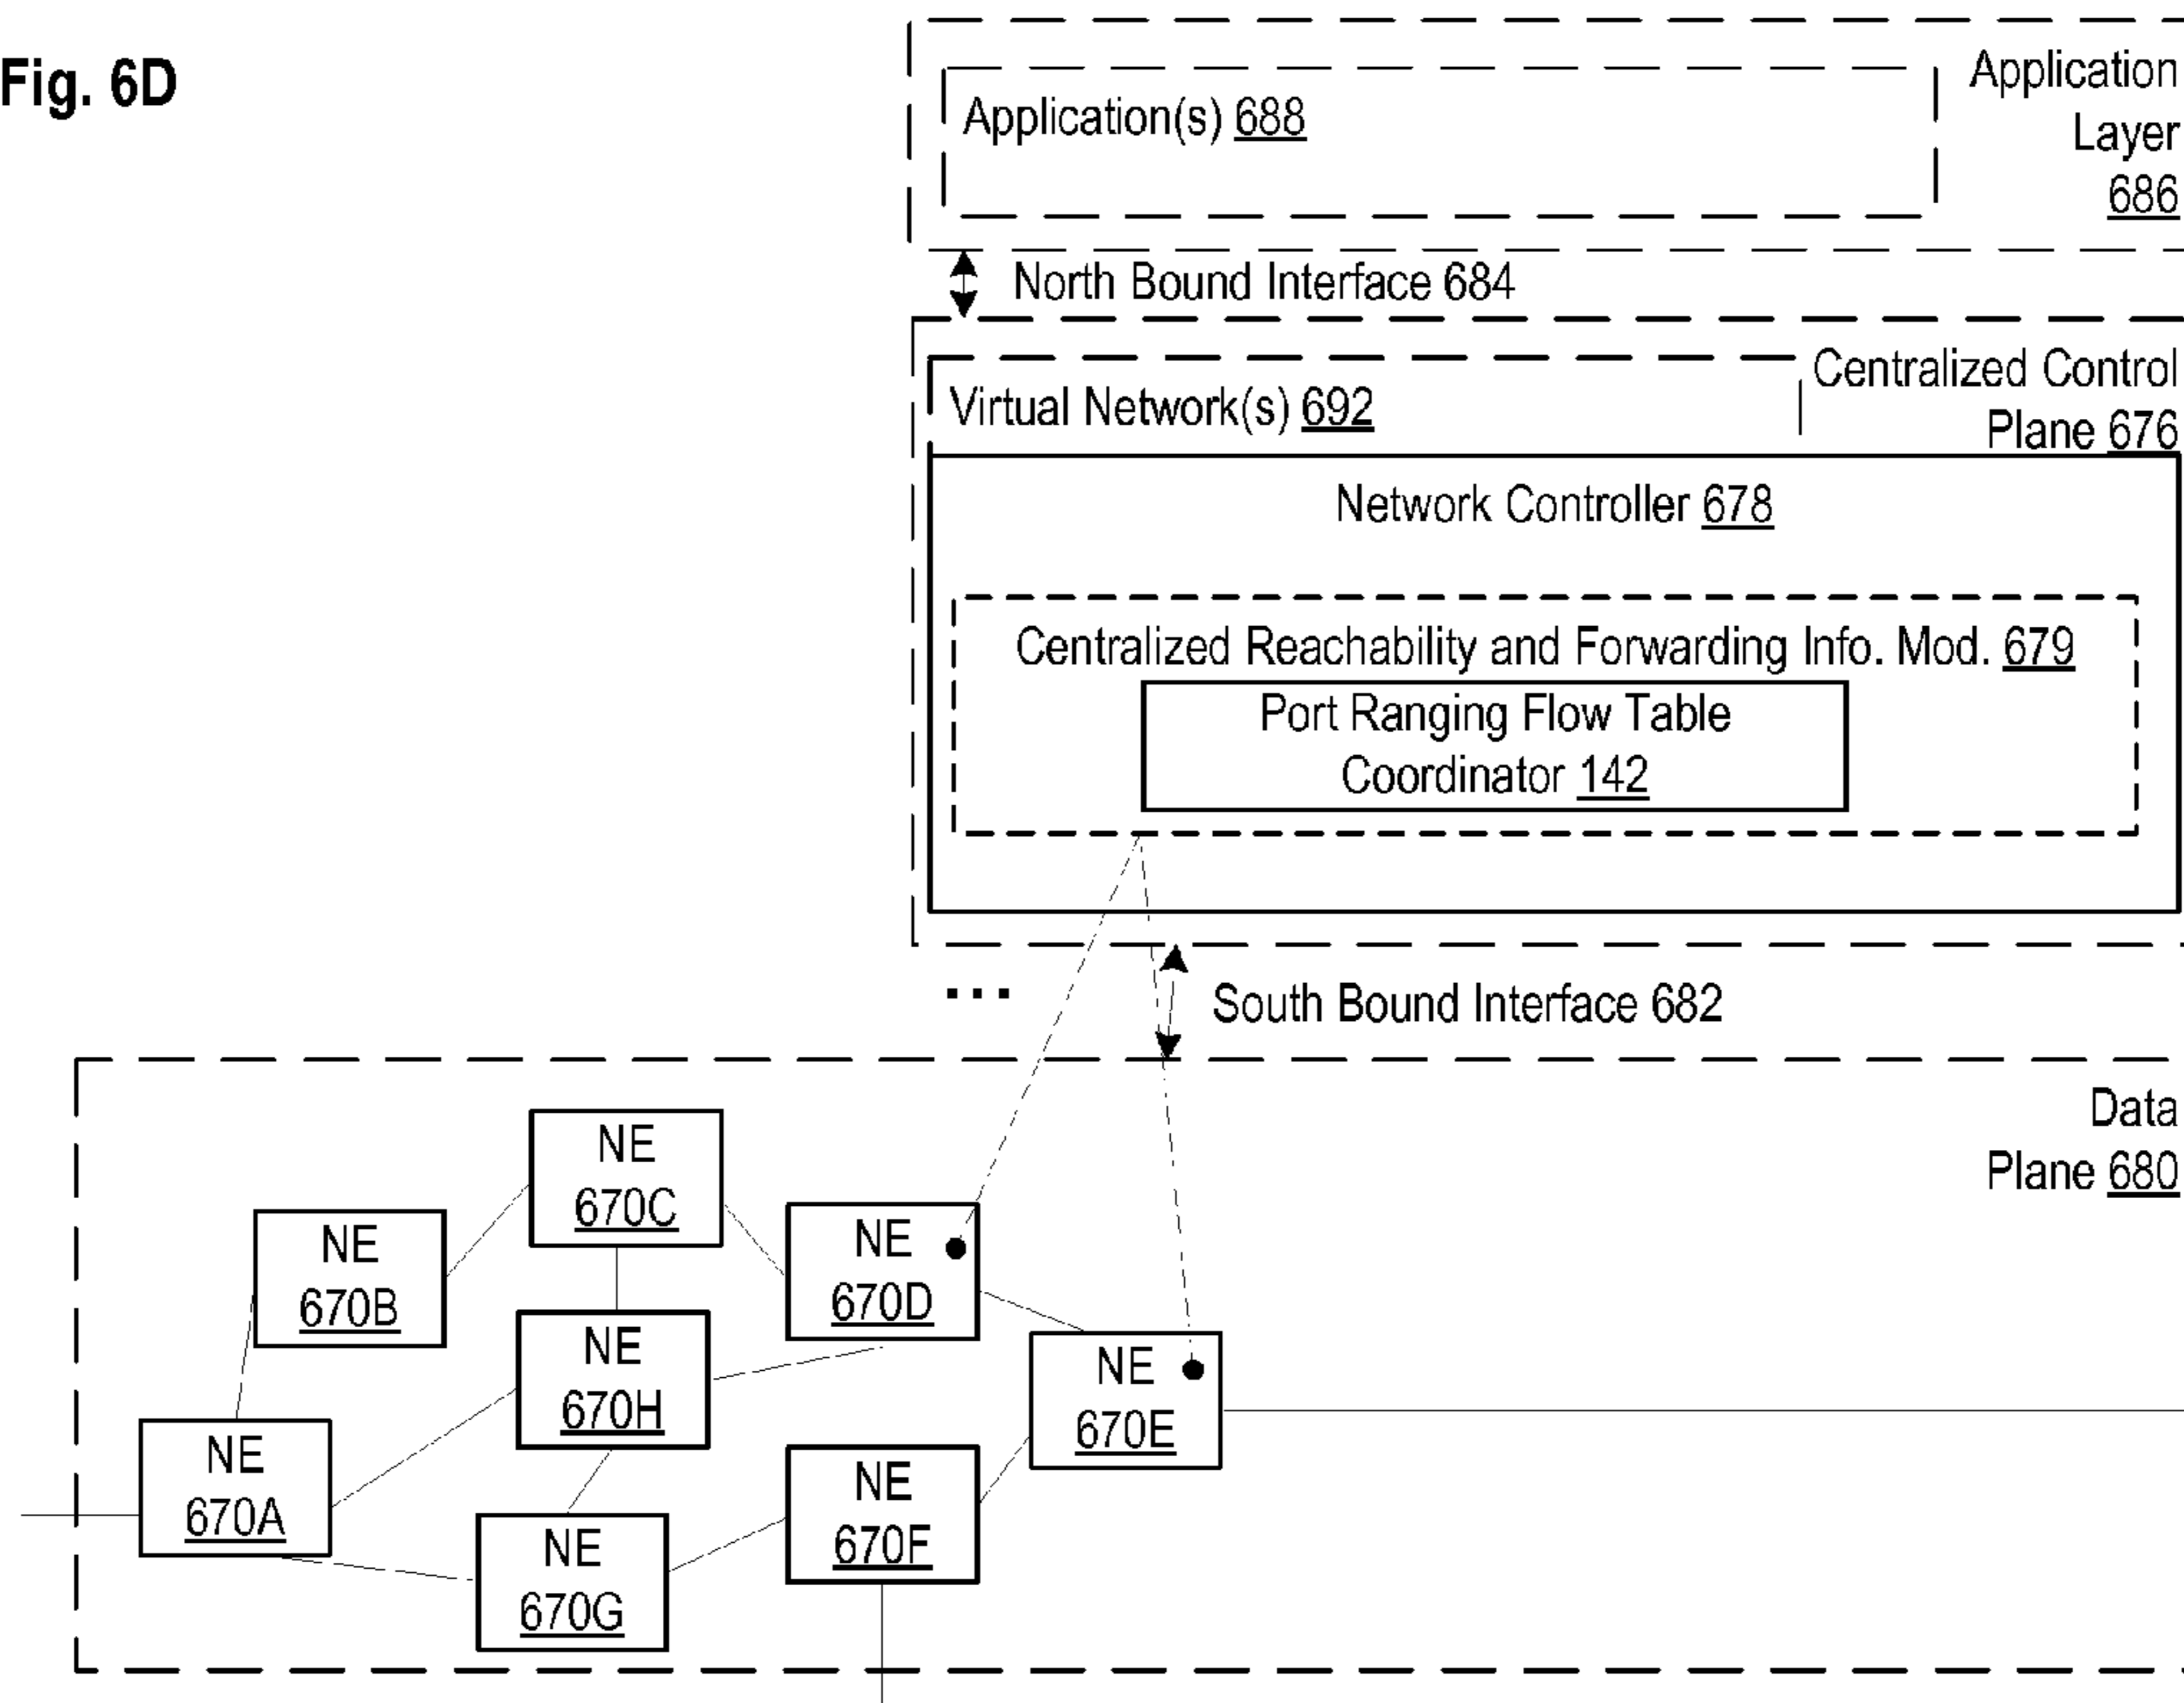 Fig. 6D
Application(s) 688
Application
Layer
686
North Bound Interface 684
Virtual Network(s) 692
Centralized Control
Plane 676
Network Controller 678
Centralized Reachability and Forwarding Info. Mod. 679
Port Ranging Flow Table
Coordinator 142
...
South Bound Interface 682
Data
Plane 680
NE
670C
NE
670B
NE
670D
NE
670H
NE
670E
NE
670A
NE
670F
NE
670G